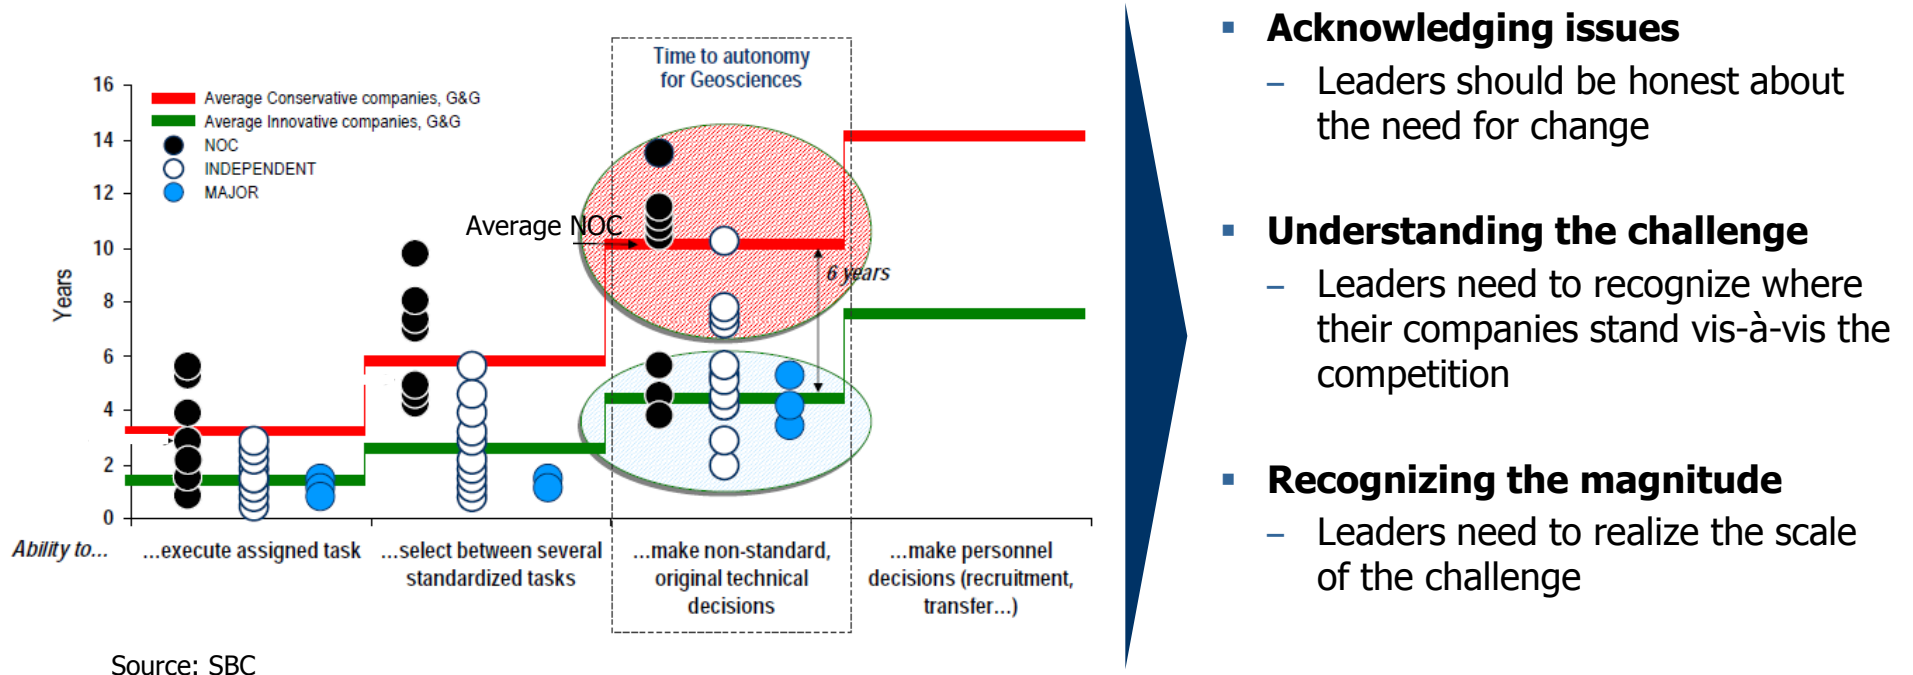 Time to autonomy
for Geosciences
16
14
12
10
8
6
4
2
0
Years
Average Conservative companies, G&G
Average Innovative companies, G&G
NOC
INDEPENDENT
MAJOR
Average NOC
6 years
Ability to...
...execute assigned task
...select between several
standardized tasks
...make non-standard,
original technical
decisions
...make personnel
decisions (recruitment,
transfer...)
Source: SBC
▪ Acknowledging issues
– Leaders should be honest about
the need for change
▪ Understanding the challenge
– Leaders need to recognize where
their companies stand vis-à-vis the
competition
▪ Recognizing the magnitude
– Leaders need to realize the scale
of the challenge